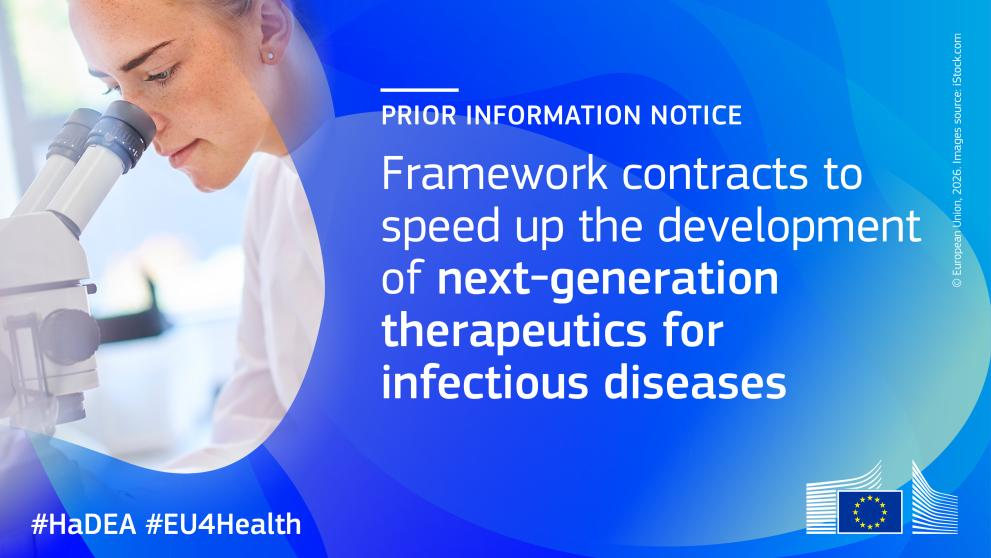 PRIOR INFORMATION NOTICE
Framework contracts to
speed up the development
of next-generation
therapeutics for
infectious diseases
#HaDEA #EU4Health
© European Union, 2026. Images source: iStock.com